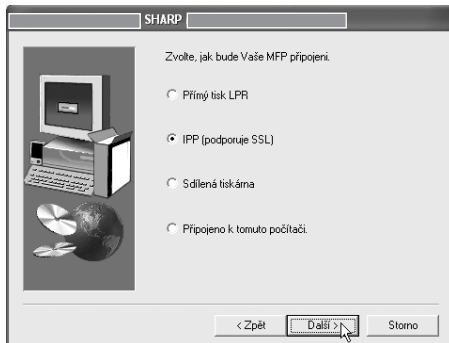 SHARP
Zvolte, jak bude Vaše MFP připojeni.
Přímý tisk LPR
IPP (podporuje SSL)
Sdílená tiskárna
Připojeno k tomuto počítači.
< Zpět
Další >
Storno